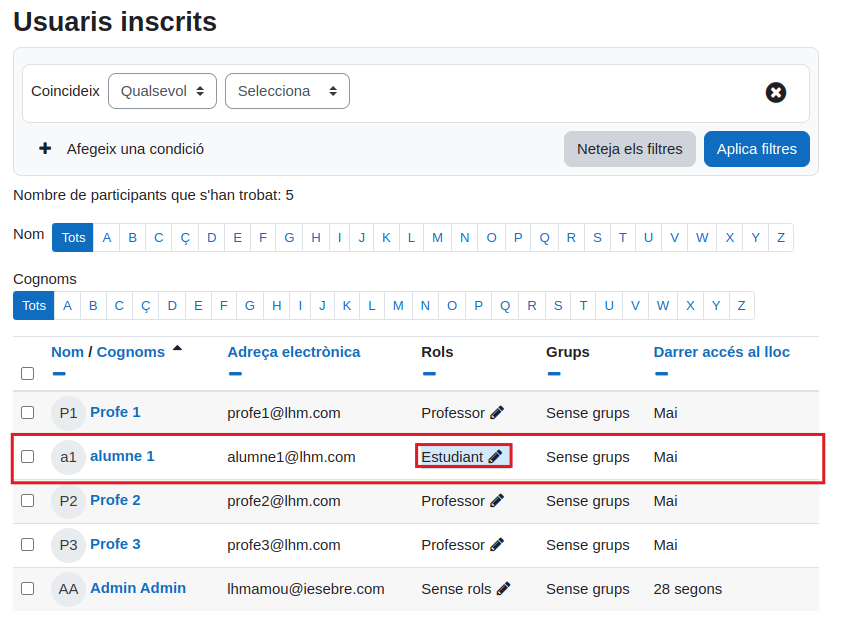 Usuaris inscrits
Coincideix Qualsevol Selecciona
Afegeix una condició Neteja els filtres Aplica filtres
Nombre de participants que s'han trobat: 5
Nom Tots A B C Ç D E F G H I J K L M N O P Q R S T U V W X Y Z
Cognoms
Tots A B C Ç D E F G H I J K L M N O P Q R S T U V W X Y Z
Nom / Cognoms Adreça electrònica Rols Grups Darrer accés al lloc
P1 Profe 1 profe1@lhm.com Professor Sense grups Mai
a1 alumne 1 alumne1@lhm.com Estudiant Sense grups Mai
P2 Profe 2 profe2@lhm.com Professor Sense grups Mai
P3 Profe 3 profe3@lhm.com Professor Sense grups Mai
AA Admin Admin lhmamou@iesebre.com Sense rols Sense grups 28 segons